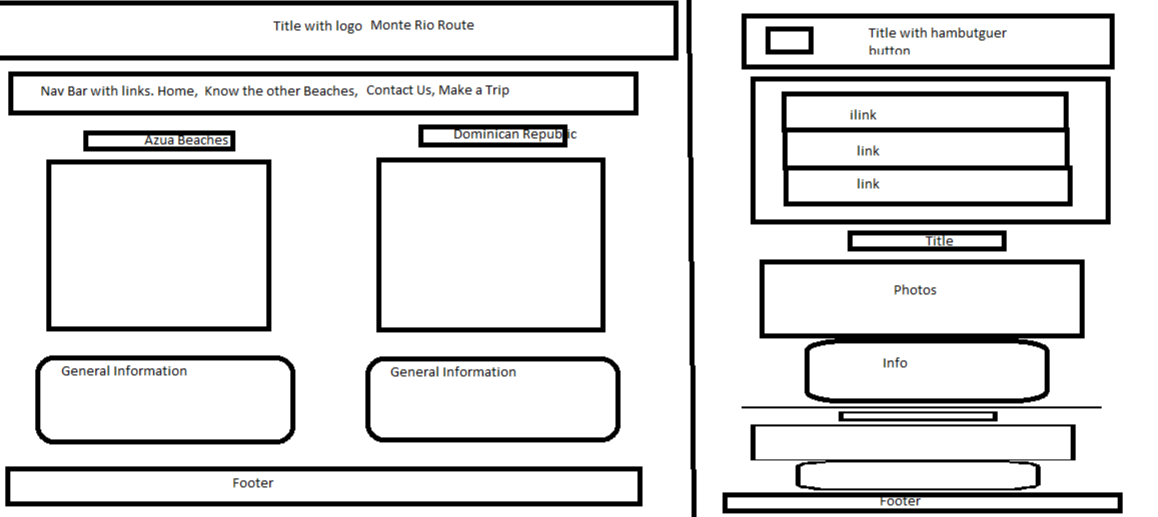 Title with logo Monte Rio Route
Nav Bar with links. Home, Know the other Beaches, Contact Us, Make a Trip
Azua Beaches
Dominican Republic
General Information
General Information
Footer
Title with hambutguer
button
ilink
link
link
Title
Photos
Info
Footer